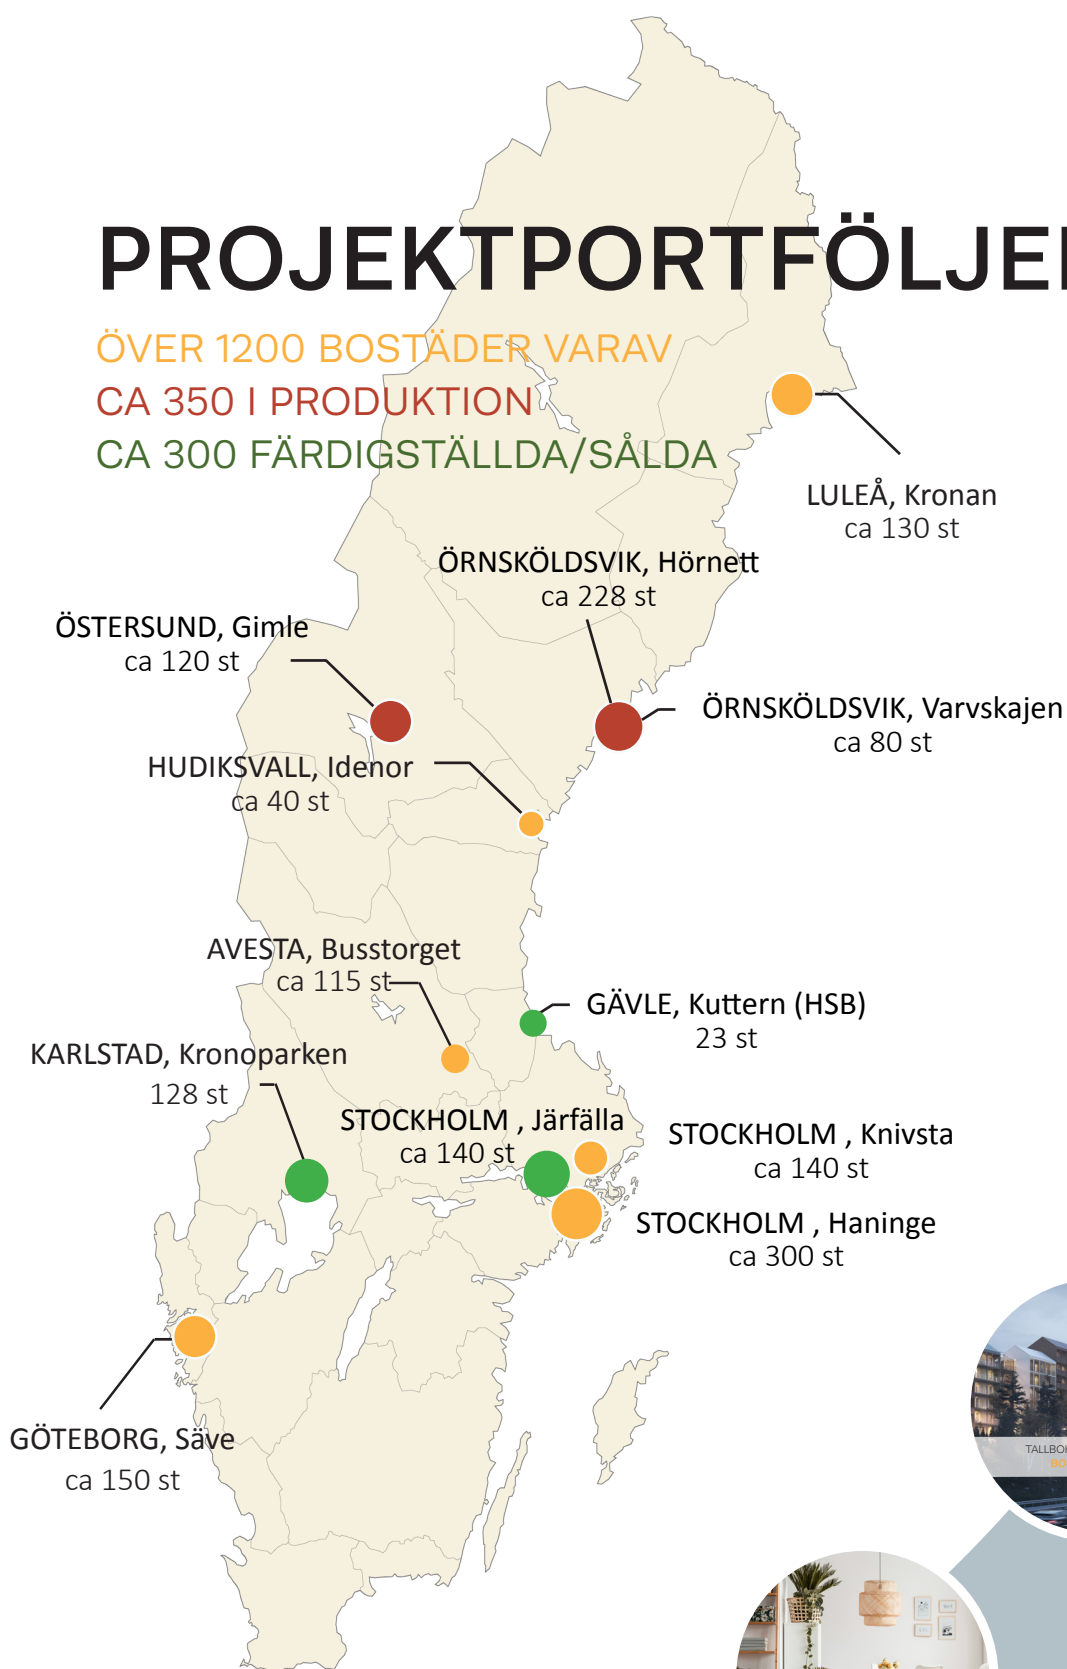 PROJEKTPORTFÖLJE
ÖVER 1200 BOSTÄDER VARAV
CA 350 I PRODUKTION
CA 300 FÄRDIGSTÄLLDA/SÅLDA
LULEÅ, Kronan
ca 130 st
ÖRNSKÖLDSVIK, Hörnett
ca 228 st
ÖSTERSUND, Gimle
ca 120 st
ÖRNSKÖLDSVIK, Varvskajen
ca 80 st
HUDIKSVALL, Idenor
ca 40 st
AVESTA, Busstorget
ca 115 st
GÄVLE, Kuttern (HSB)
23 st
KARLSTAD, Kronoparken
128 st
STOCKHOLM , Järfälla
ca 140 st
STOCKHOLM , Knivsta
ca 140 st
STOCKHOLM , Haninge
ca 300 st
GÖTEBORG, Säve
ca 150 st